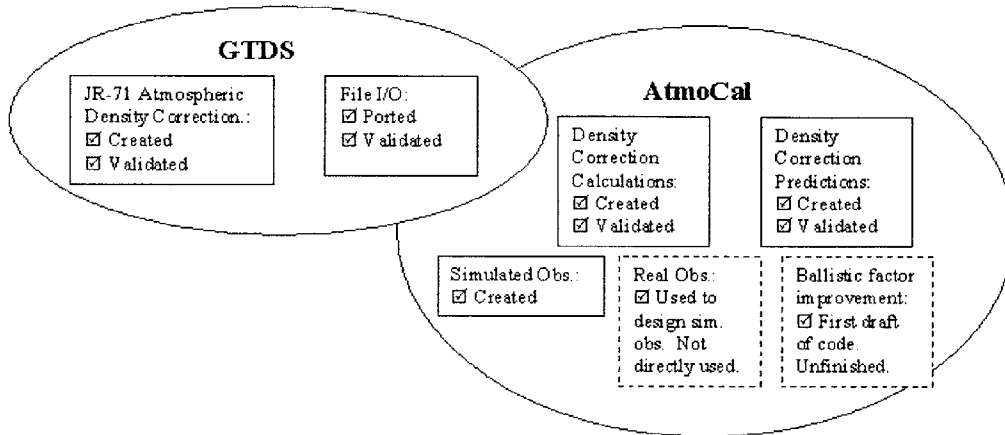 GTDS
JR-71 Atmospheric
Density Correction.:
☑ Created
☑ Validated
File I/O:
☑ Ported
☑ Validated
AtmoCal
Density
Correction
Calculations:
☑ Created
☑ Validated
Density
Correction
Predictions:
☑ Created
☑ Validated
Simulated Obs.:
☑ Created
Real Obs.:
☑ Used to
design sim.
obs. Not
directly used.
Ballistic factor
improvement:
☑ First draft
of code.
Unfinished.